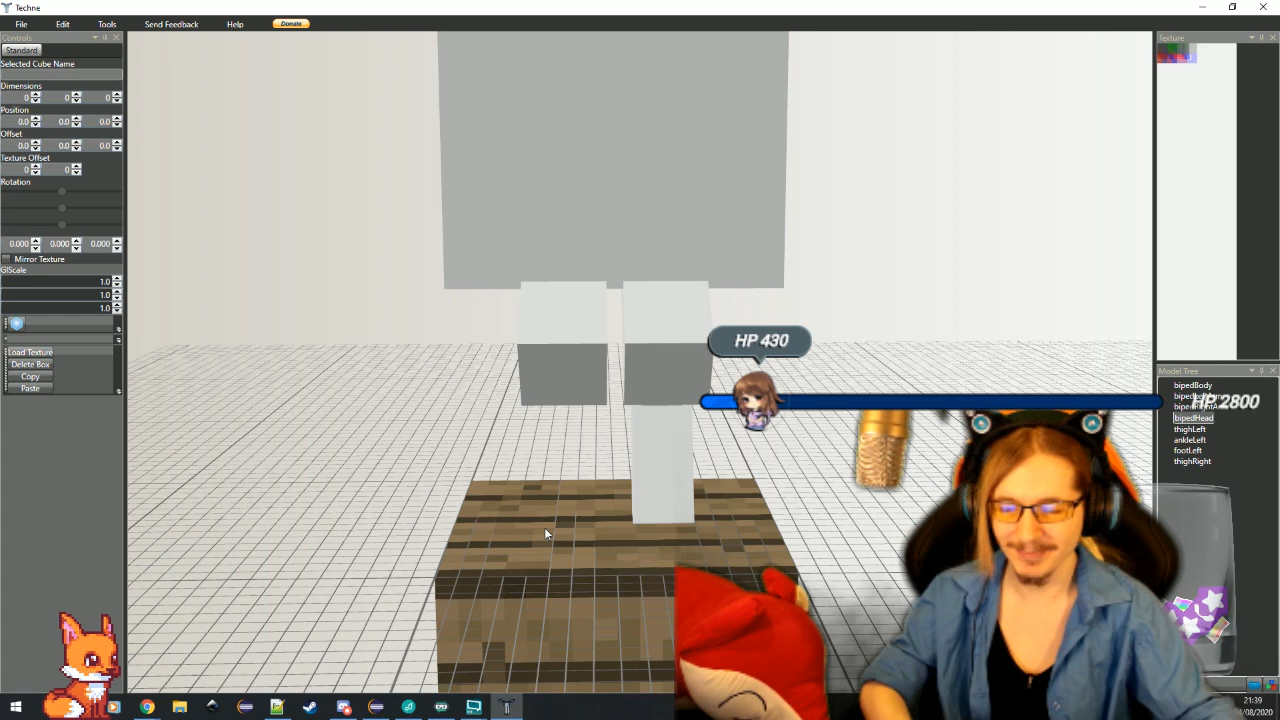 Techne
File Edit Tools Send Feedback Help Donate
Controls
Standard
Selected Cube Name
Dimensions
0 0 0
Position
0.0 0.0 0.0
Offset
0.0 0.0 0.0
Texture Offset
0 0
Rotation
0.000 0.000 0.000
Mirror Texture
GlScale
1.0
1.0
1.0
Load Texture
Delete Box
Copy
Paste
HP 430
HP 2800
Texture
Model Tree
bipedBody
bipedHead
thighLeft
ankleLeft
footLeft
thighRight
21:39